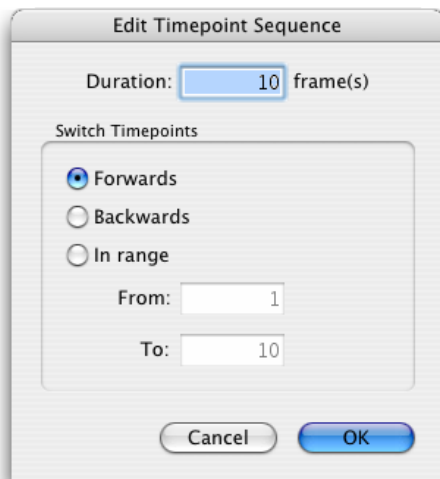 Edit Timepoint Sequence
Duration: 10 frame(s)
Switch Timepoints
Forwards
Backwards
In range
From: 1
To: 10
Cancel OK